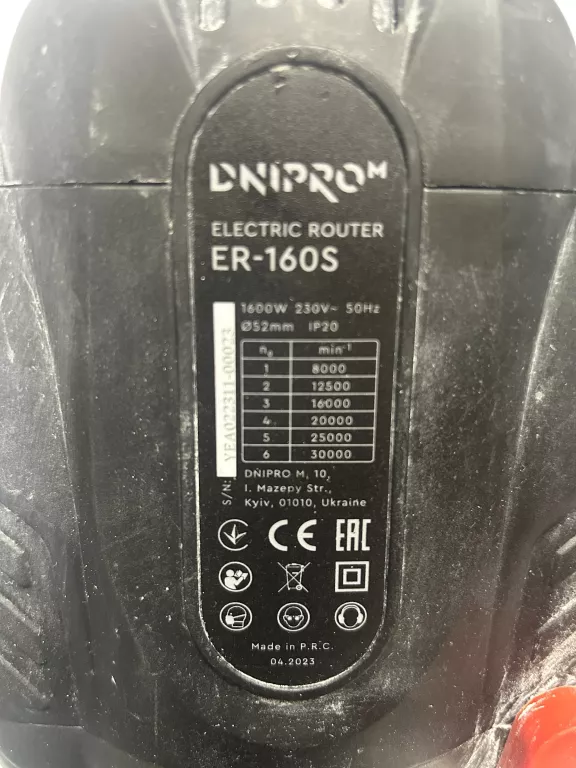 DNIPRO M
ELECTRIC ROUTER
ER-160S
1600W 230V~ 50Hz
Ø52mm IP20
n₀ min⁻¹
1 8000
2 12500
3 16000
4 20000
5 25000
6 30000
S/N: YEA022311-00023
DNIPRO M, 10,
I. Mazepy Str.,
Kyiv, 01010, Ukraine
CE EAC
Made in P.R.C.
04.2023